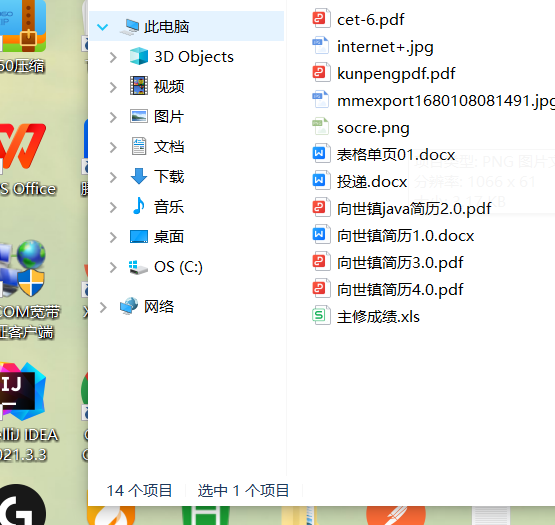 此电脑
3D Objects
视频
图片
文档
下载
音乐
桌面
OS (C:)
网络
cet-6.pdf
internet+.jpg
kunpengpdf.pdf
mmexport1680108081491.jpg
socre.png
表格单页01.docx
投递.docx
向世镇java简历2.0.pdf
向世镇简历1.0.docx
向世镇简历3.0.pdf
向世镇简历4.0.pdf
主修成绩.xls
型: PNG 图片文
分辨率: 1066 x 61
14 个项目
选中 1 个项目
60压缩
S Office
COM宽带
证客户端
elliJ IDEA
021.3.3